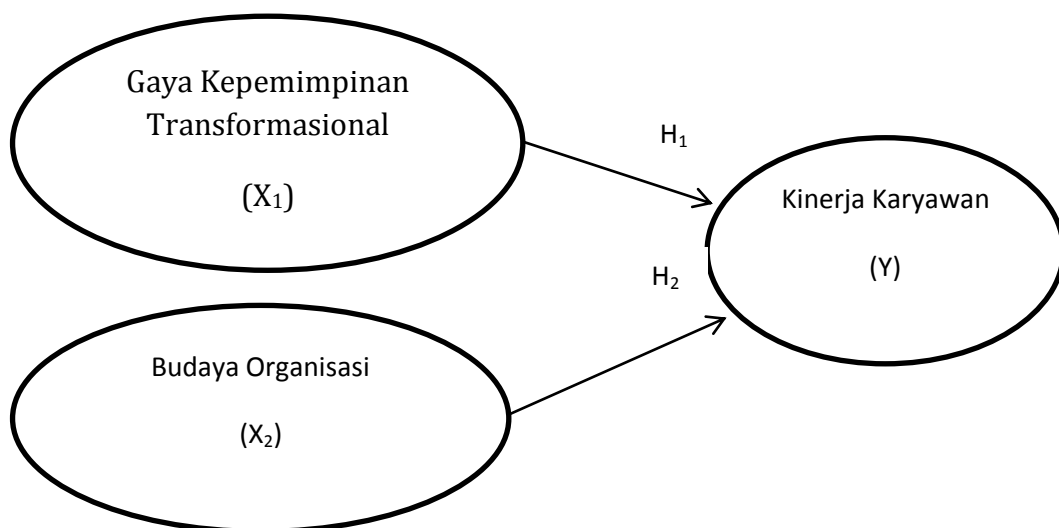 Gaya Kepemimpinan
Transformasional
(X₁)
H₁
Kinerja Karyawan
(Y)
H₂
Budaya Organisasi
(X₂)